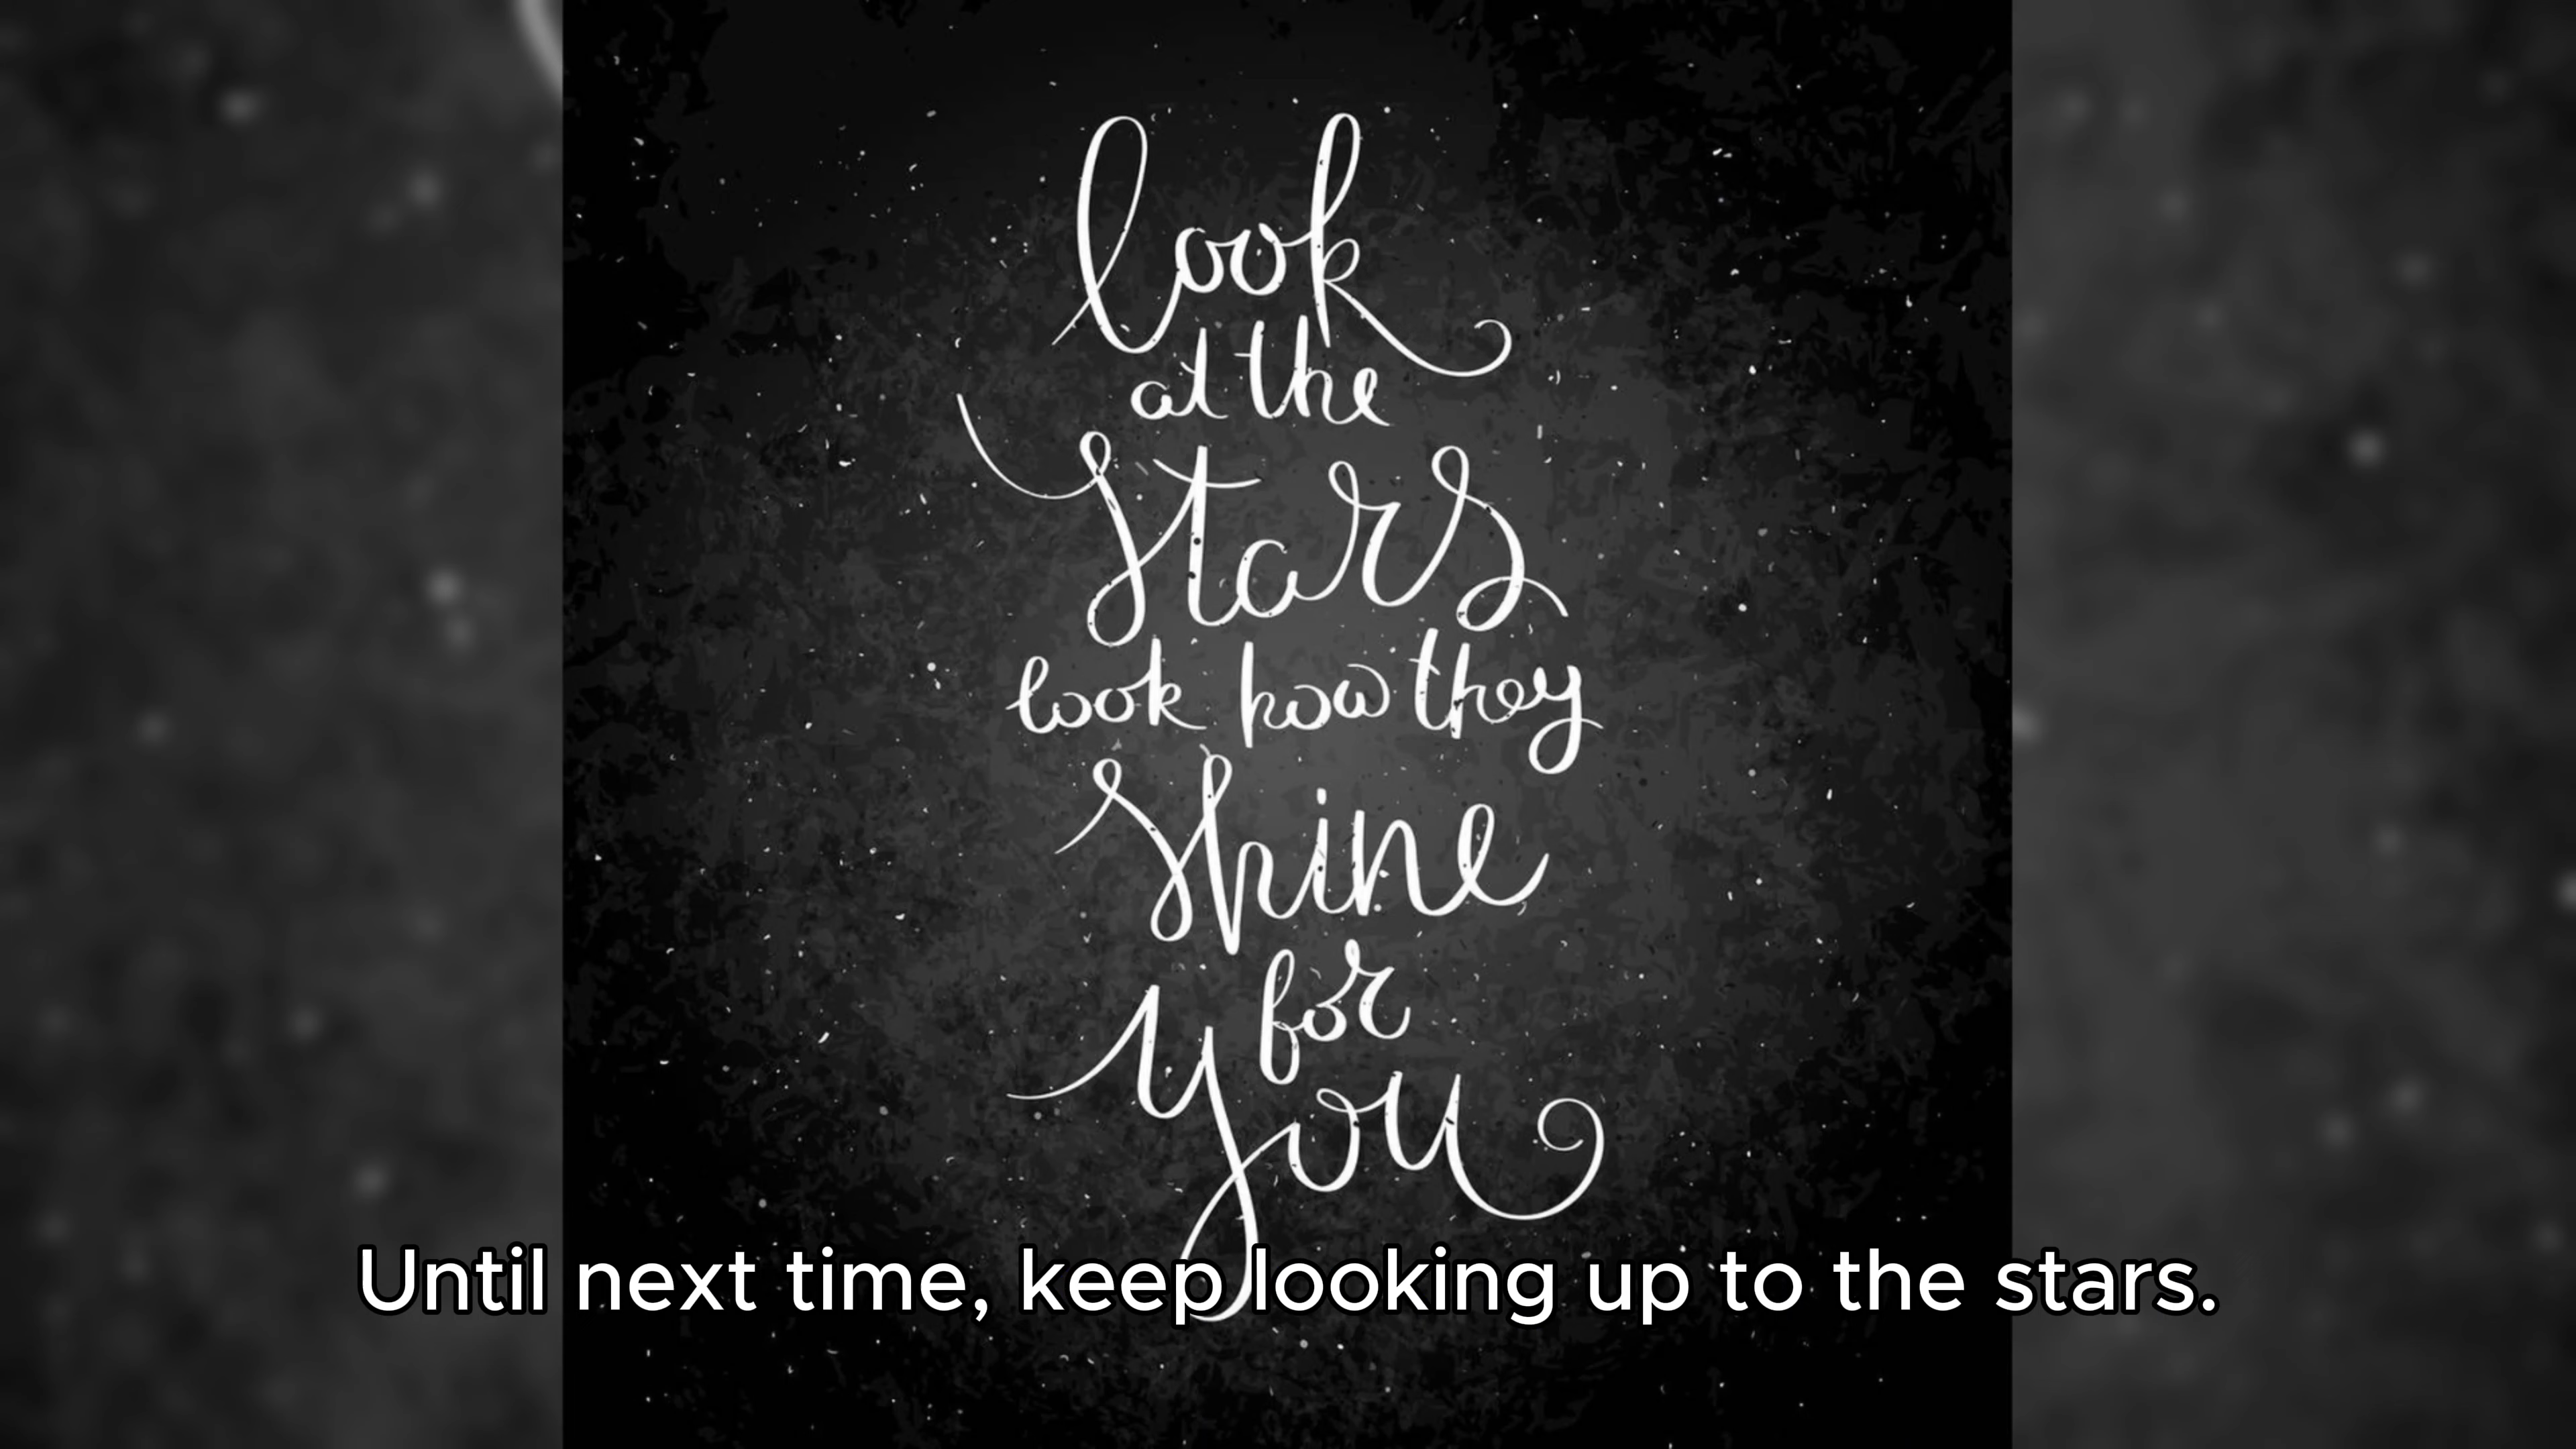 look
at the
Stars
look how they
Shine
for
you
Until next time, keep looking up to the stars.